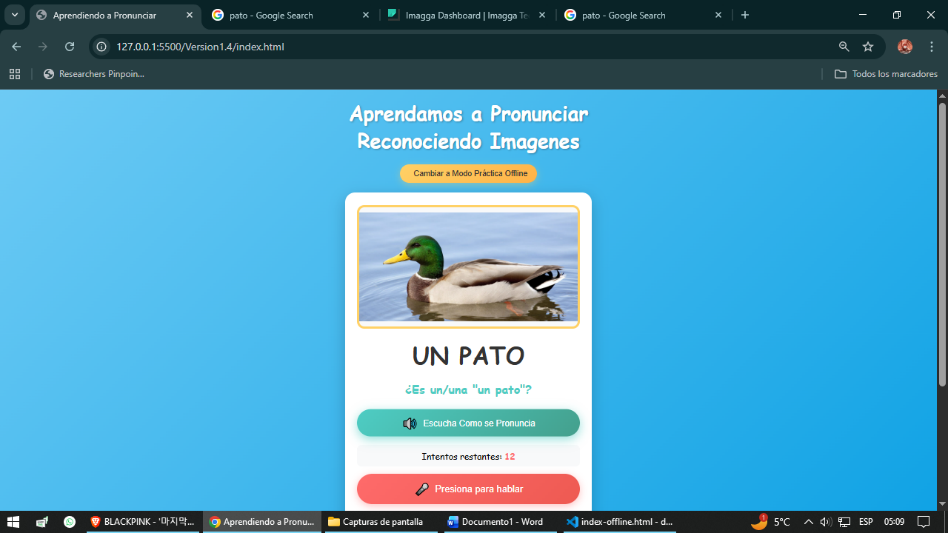 Aprendiendo a Pronunciar
pato - Google Search
Imagga Dashboard | Imagga Te
pato - Google Search
127.0.0.1:5500/Version1.4/index.html
Researchers Pinpoin...
Todos los marcadores
Aprendamos a Pronunciar
Reconociendo Imagenes
Cambiar a Modo Práctica Offline
UN PATO
¿Es un/una "un pato"?
Escucha Como se Pronuncia
Intentos restantes: 12
Presiona para hablar
BLACKPINK - '마지막...
Aprendiendo a Pronu...
Capturas de pantalla
Documento1 - Word
index-offline.html - d...
1
5°C
ESP
05:09